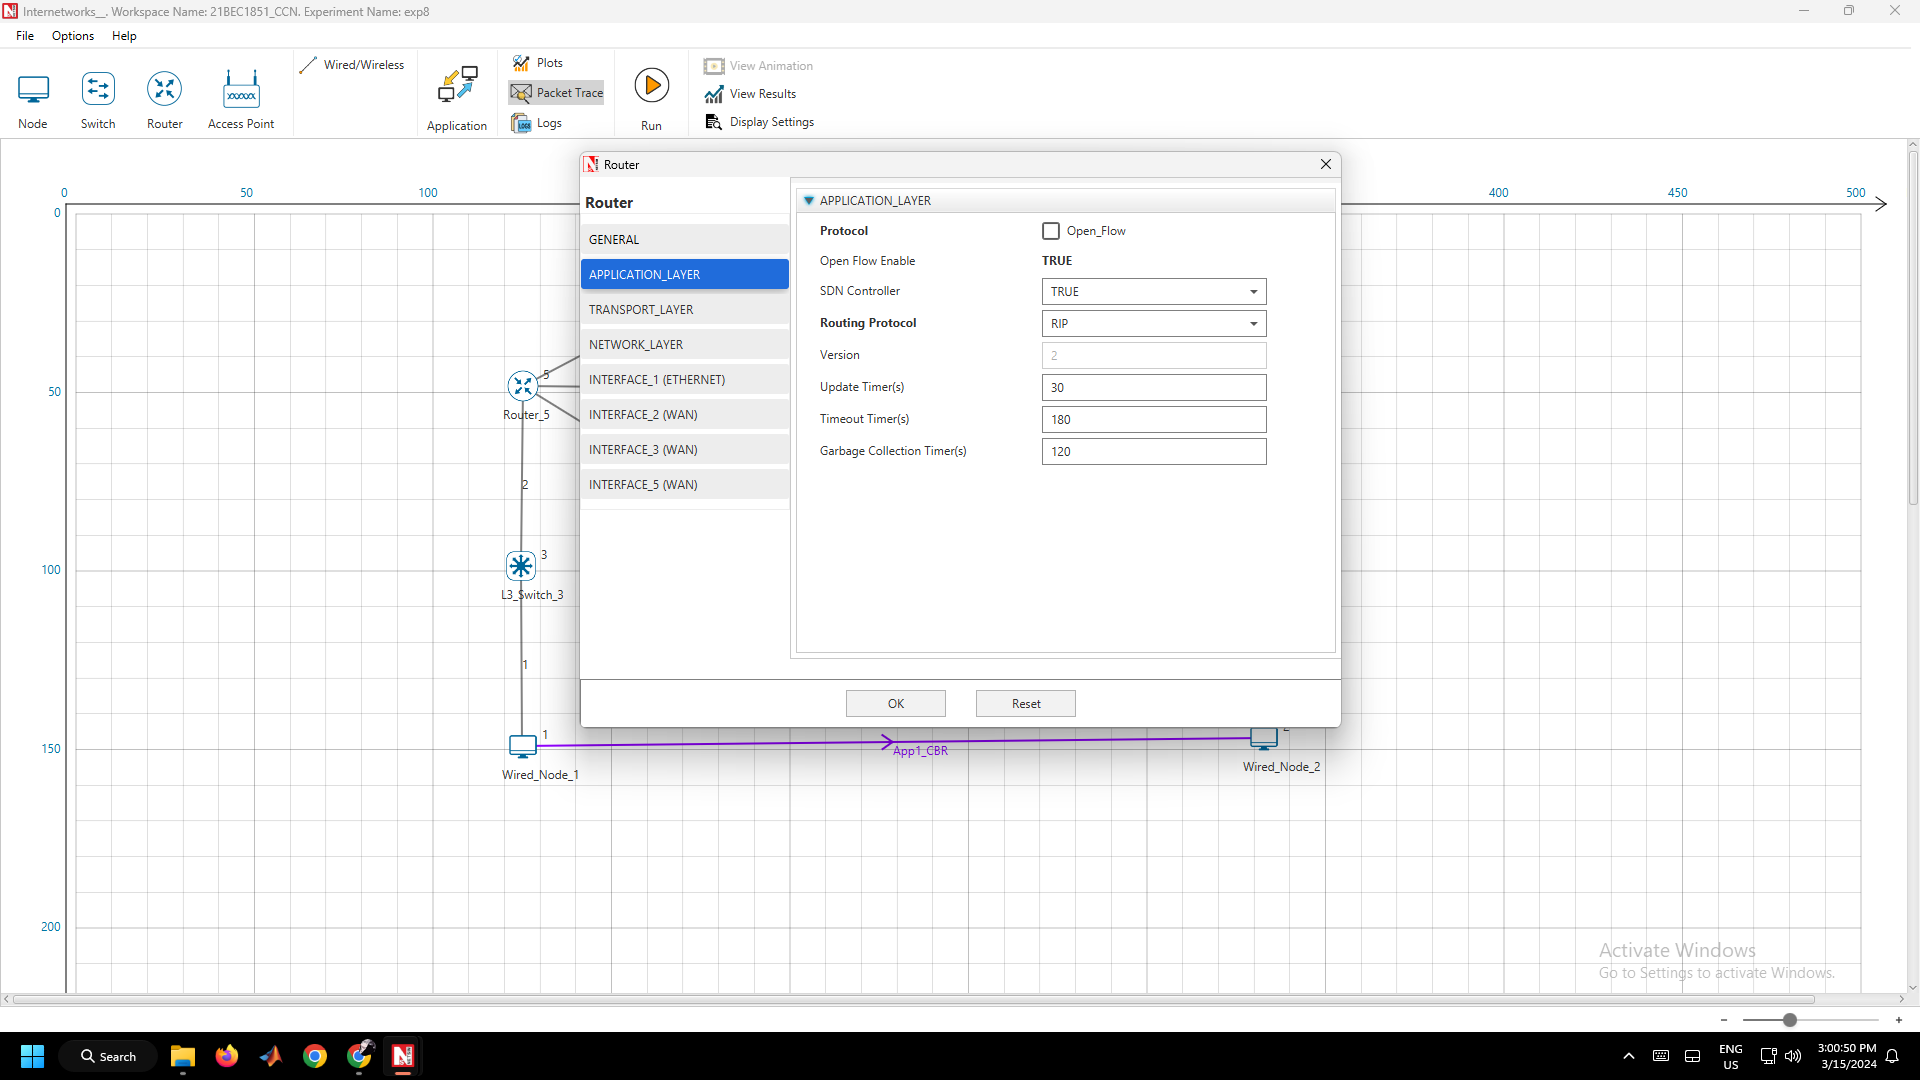 Internetworks__. Workspace Name: 21BEC1851_CCN. Experiment Name: exp8
File Options Help
Node
Switch
Router
Access Point
Wired/Wireless
Application
Plots
Packet Trace
Logs
Run
View Animation
View Results
Display Settings
0 50 100 400 450 500
0
50
100
150
200
5
Router_5
2
3
L3_Switch_3
1
1
Wired_Node_1
App1_CBR
Wired_Node_2
Router
Router
GENERAL
APPLICATION_LAYER
TRANSPORT_LAYER
NETWORK_LAYER
INTERFACE_1 (ETHERNET)
INTERFACE_2 (WAN)
INTERFACE_3 (WAN)
INTERFACE_5 (WAN)
APPLICATION_LAYER
Protocol Open_Flow
Open Flow Enable TRUE
SDN Controller TRUE
Routing Protocol RIP
Version 2
Update Timer(s) 30
Timeout Timer(s) 180
Garbage Collection Timer(s) 120
OK Reset
Activate Windows
Go to Settings to activate Windows.
Search
ENG
US
3:00:50 PM
3/15/2024